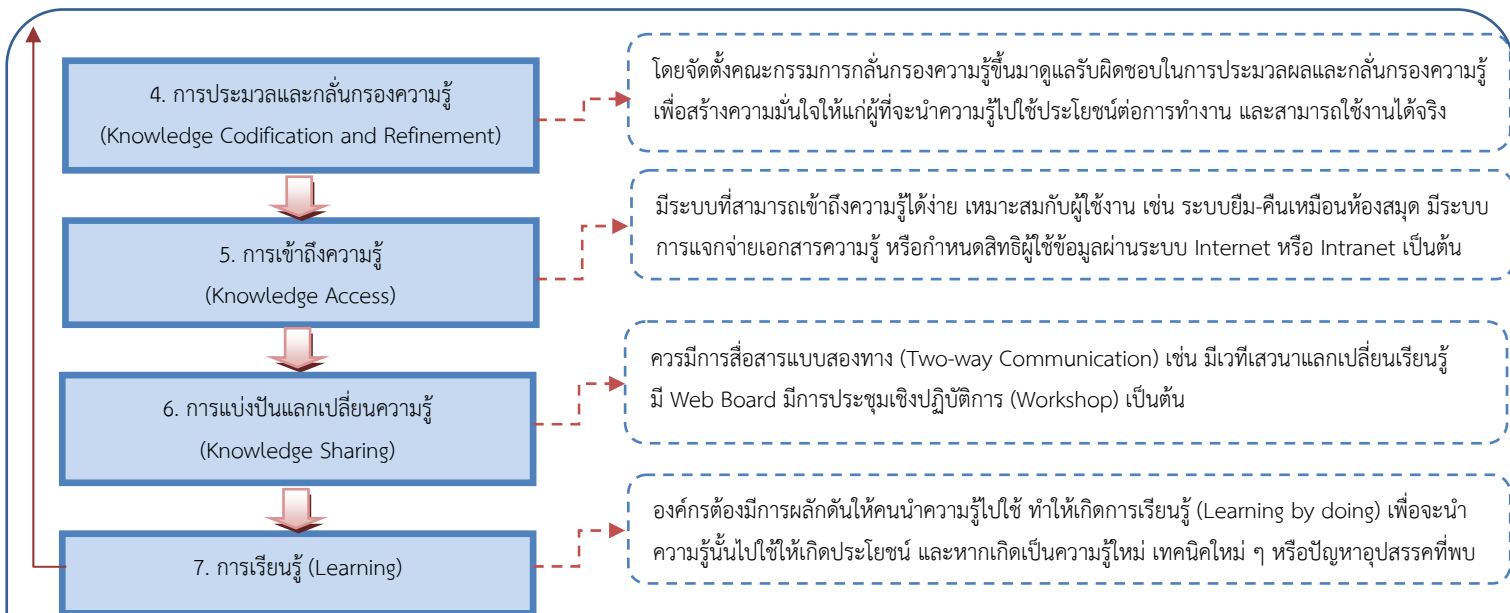 4. การประมวลและกลั่นกรองความรู้
(Knowledge Codification and Refinement)
โดยจัดตั้งคณะกรรมการกลั่นกรองความรู้ขึ้นมาดูแลรับผิดชอบในการประมวลผลและกลั่นกรองความรู้
เพื่อสร้างความมั่นใจให้แก่ผู้ที่จะนำความรู้ไปใช้ประโยชน์ต่อการทำงาน และสามารถใช้งานได้จริง
5. การเข้าถึงความรู้
(Knowledge Access)
มีระบบที่สามารถเข้าถึงความรู้ได้ง่าย เหมาะสมกับผู้ใช้งาน เช่น ระบบยืม-คืนเหมือนห้องสมุด มีระบบ
การแจกจ่ายเอกสารความรู้ หรือกำหนดสิทธิผู้ใช้ข้อมูลผ่านระบบ Internet หรือ Intranet เป็นต้น
6. การแบ่งปันแลกเปลี่ยนความรู้
(Knowledge Sharing)
ควรมีการสื่อสารแบบสองทาง (Two-way Communication) เช่น มีเวทีเสวนาแลกเปลี่ยนเรียนรู้
มี Web Board มีการประชุมเชิงปฏิบัติการ (Workshop) เป็นต้น
7. การเรียนรู้ (Learning)
องค์กรต้องมีการผลักดันให้คนนำความรู้ไปใช้ ทำให้เกิดการเรียนรู้ (Learning by doing) เพื่อจะนำ
ความรู้นั้นไปใช้ให้เกิดประโยชน์ และหากเกิดเป็นความรู้ใหม่ เทคนิคใหม่ ๆ หรือปัญหาอุปสรรคที่พบ